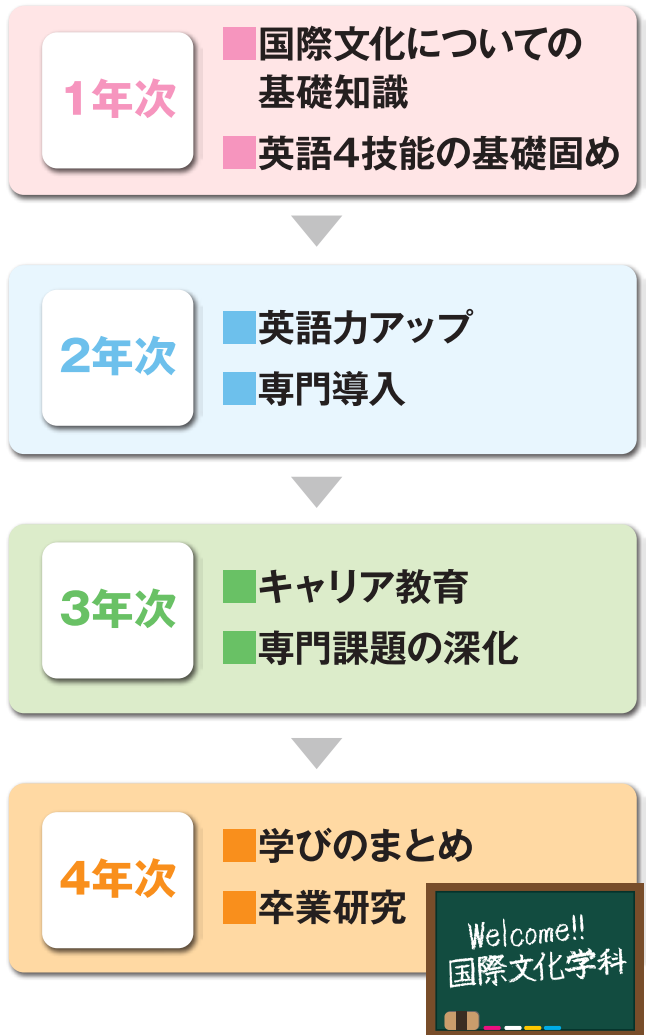 1年次
■国際文化についての
基礎知識
■英語4技能の基礎固め
2年次
■英語力アップ
■専門導入
3年次
■キャリア教育
■専門課題の深化
4年次
■学びのまとめ
■卒業研究
Welcome!!
国際文化学科